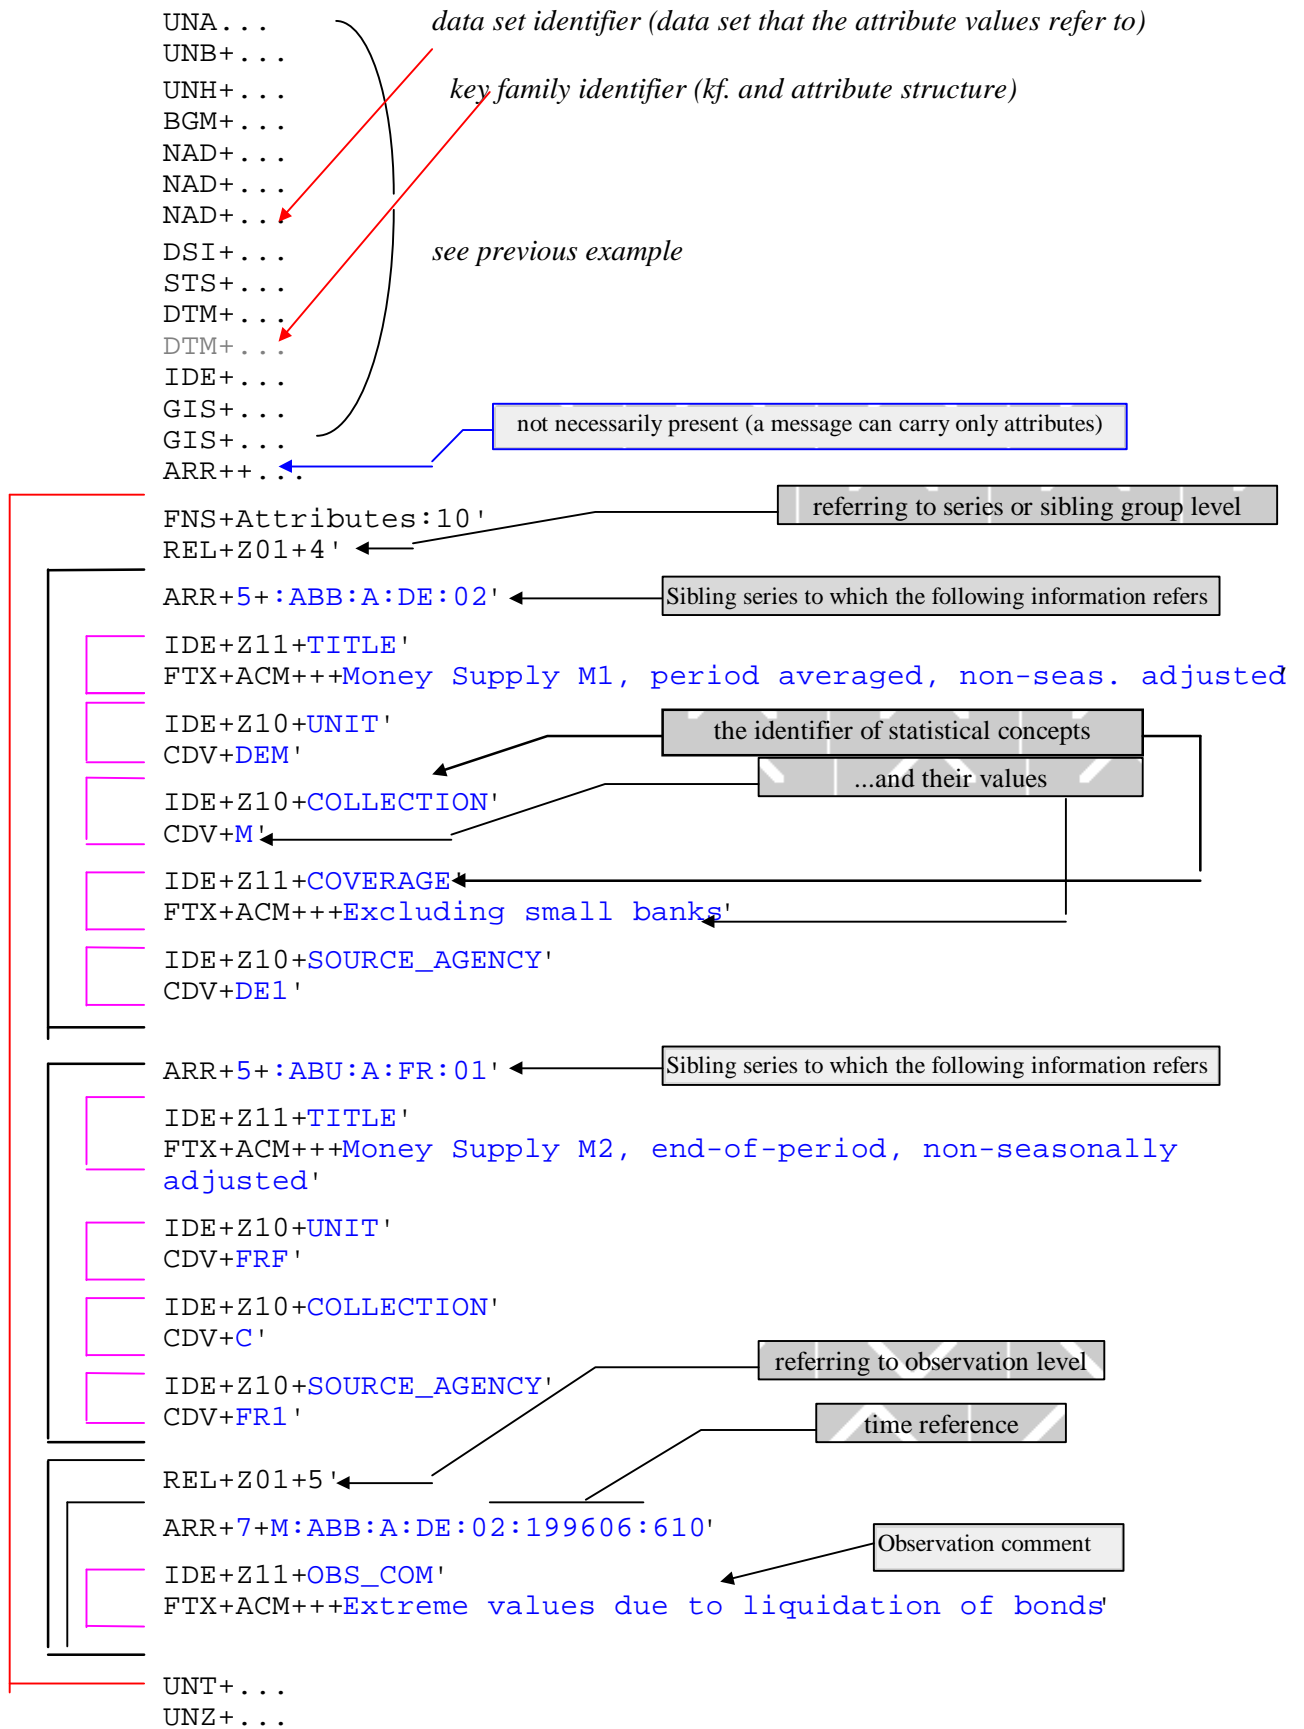 UNA...
data set identifier (data set that the attribute values refer to)
UNB+...
UNH+...
key family identifier (kf. and attribute structure)
BGM+...
NAD+...
NAD+...
NAD+...
DSI+...
see previous example
STS+...
DTM+...
DTM+...
IDE+...
GIS+...
not necessarily present (a message can carry only attributes)
GIS+...
ARR++...
referring to series or sibling group level
FNS+Attributes:10'
REL+Z01+4'
ARR+5+:ABB:A:DE:02'
Sibling series to which the following information refers
IDE+Z11+TITLE'
FTX+ACM+++Money Supply M1, period averaged, non-seas. adjusted'
IDE+Z10+UNIT'
the identifier of statistical concepts
CDV+DEM'
...and their values
IDE+Z10+COLLECTION'
CDV+M'
IDE+Z11+COVERAGE'
FTX+ACM+++Excluding small banks'
IDE+Z10+SOURCE_AGENCY'
CDV+DE1'
ARR+5+:ABU:A:FR:01'
Sibling series to which the following information refers
IDE+Z11+TITLE'
FTX+ACM+++Money Supply M2, end-of-period, non-seasonally
adjusted'
IDE+Z10+UNIT'
CDV+FRF'
IDE+Z10+COLLECTION'
CDV+C'
referring to observation level
IDE+Z10+SOURCE_AGENCY'
CDV+FR1'
time reference
REL+Z01+5'
ARR+7+M:ABB:A:DE:02:199606:610'
Observation comment
IDE+Z11+OBS_COM'
FTX+ACM+++Extreme values due to liquidation of bonds'
UNT+...
UNZ+...